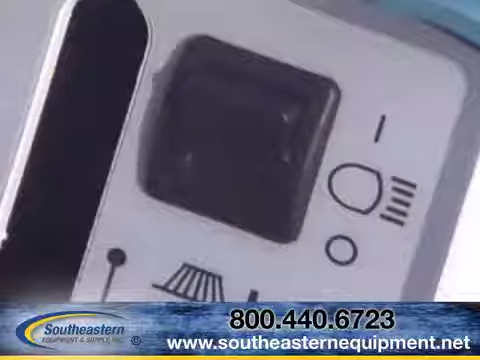 I
O
800.440.6723
Southeastern
EQUIPMENT & SUPPLY, INC.
©
www.southeasternequipment.net